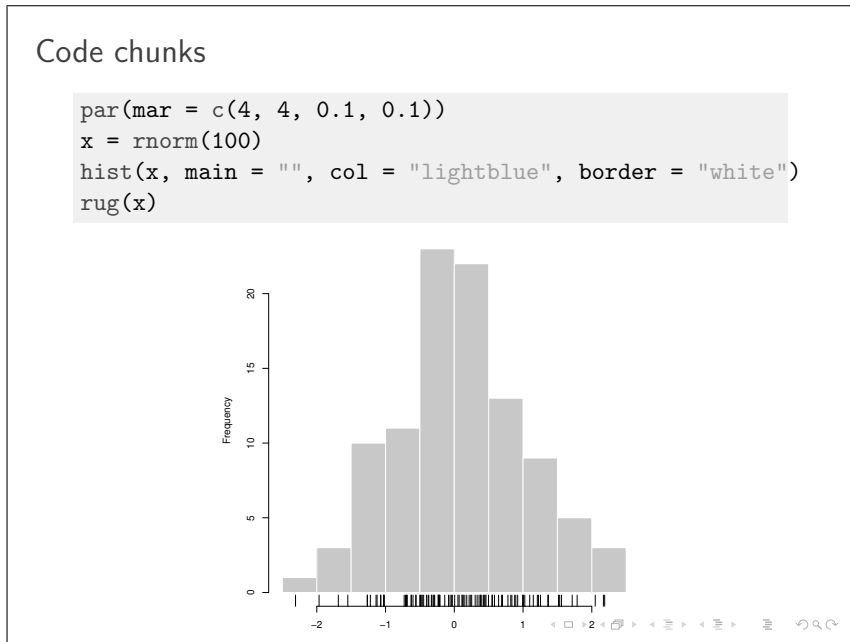 Code chunks
par(mar = c(4, 4, 0.1, 0.1))
x = rnorm(100)
hist(x, main = "", col = "lightblue", border = "white")
rug(x)
20
15
10
5
0
Frequency
−2 −1 0 1 2